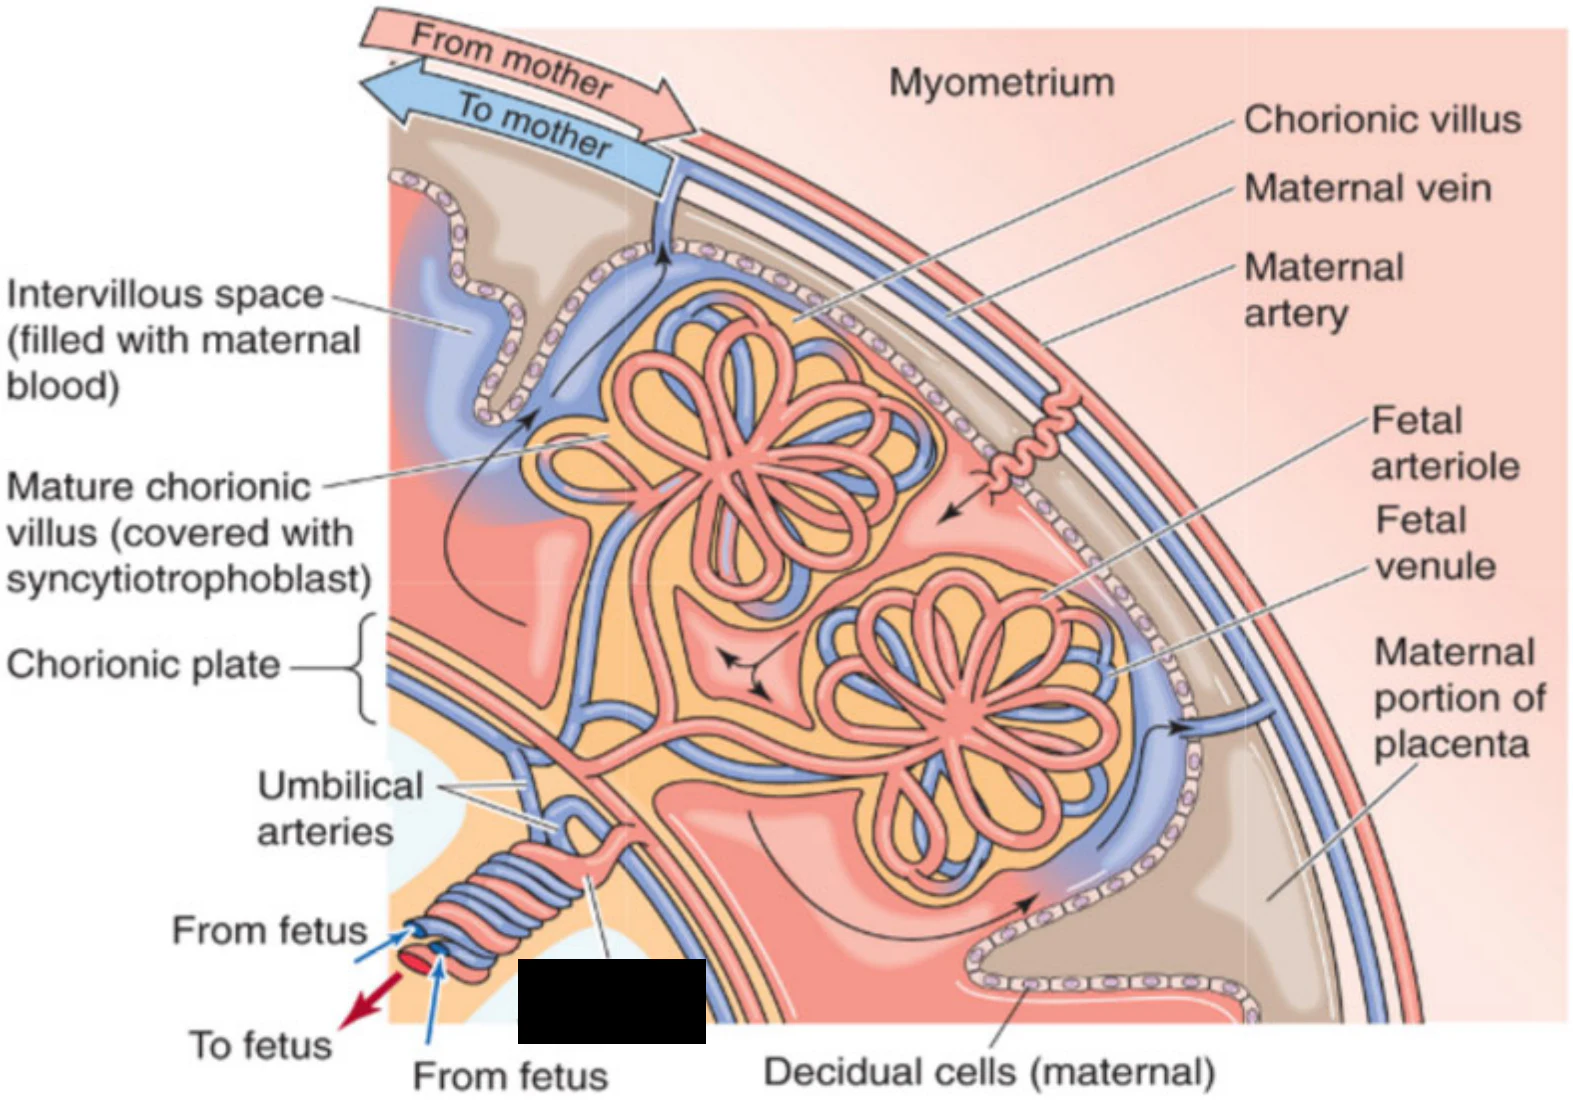 From mother
To mother
Myometrium
Chorionic villus
Maternal vein
Maternal
artery
Intervillous space
(filled with maternal
blood)
Fetal
arteriole
Mature chorionic
villus (covered with
syncytiotrophoblast)
Fetal
venule
Chorionic plate
Maternal
portion of
placenta
Umbilical
arteries
From fetus
To fetus
From fetus
Decidual cells (maternal)